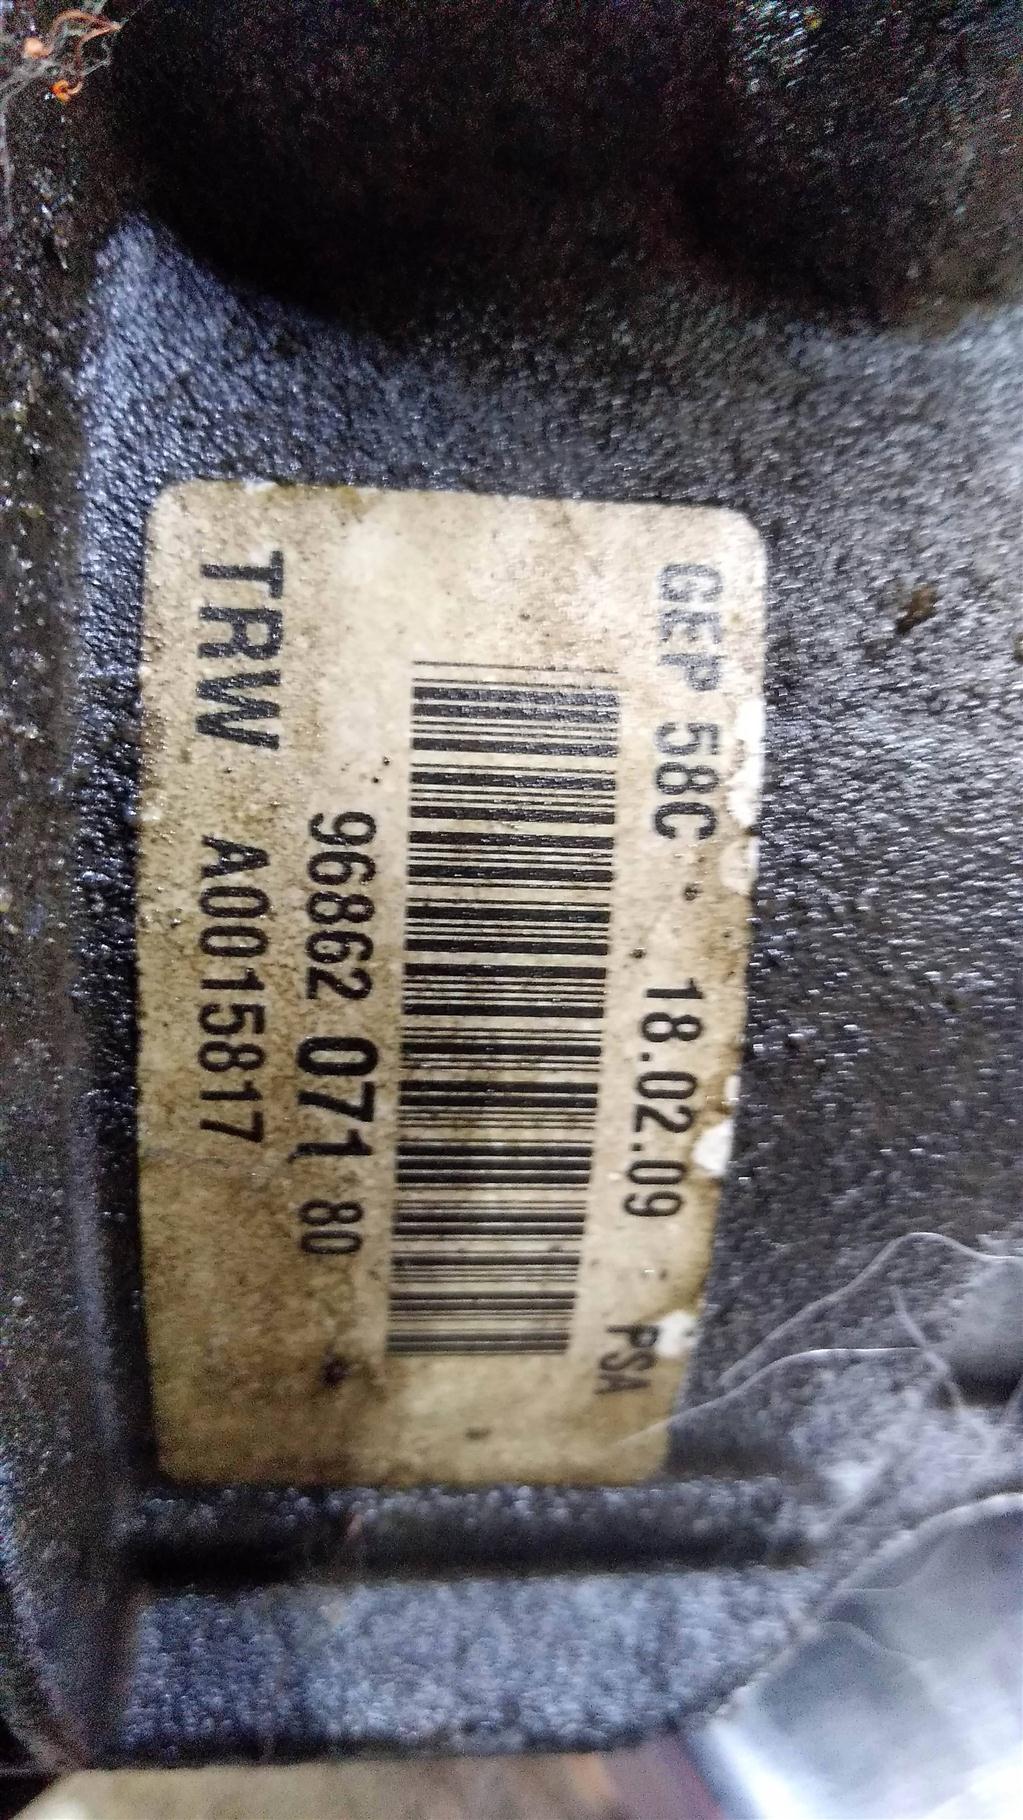 GEP 58C 18.02.09 PSA
96862 071 80
TRW A0015817